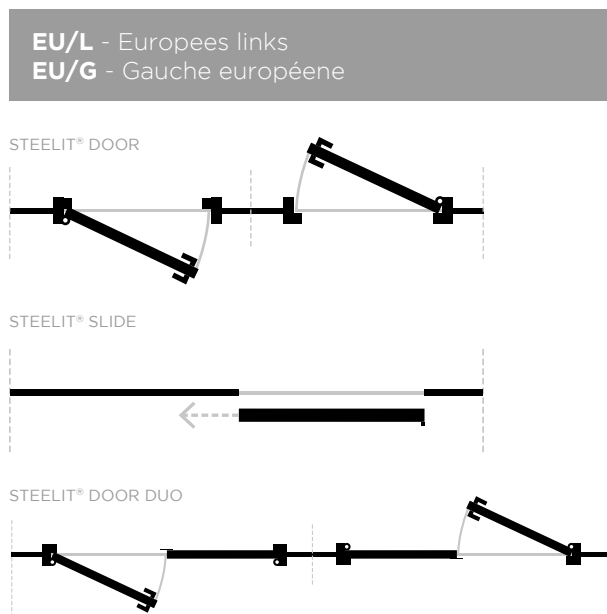 EU/L - Europees links
EU/G - Gauche européene
STEELIT® DOOR
STEELIT® SLIDE
STEELIT® DOOR DUO